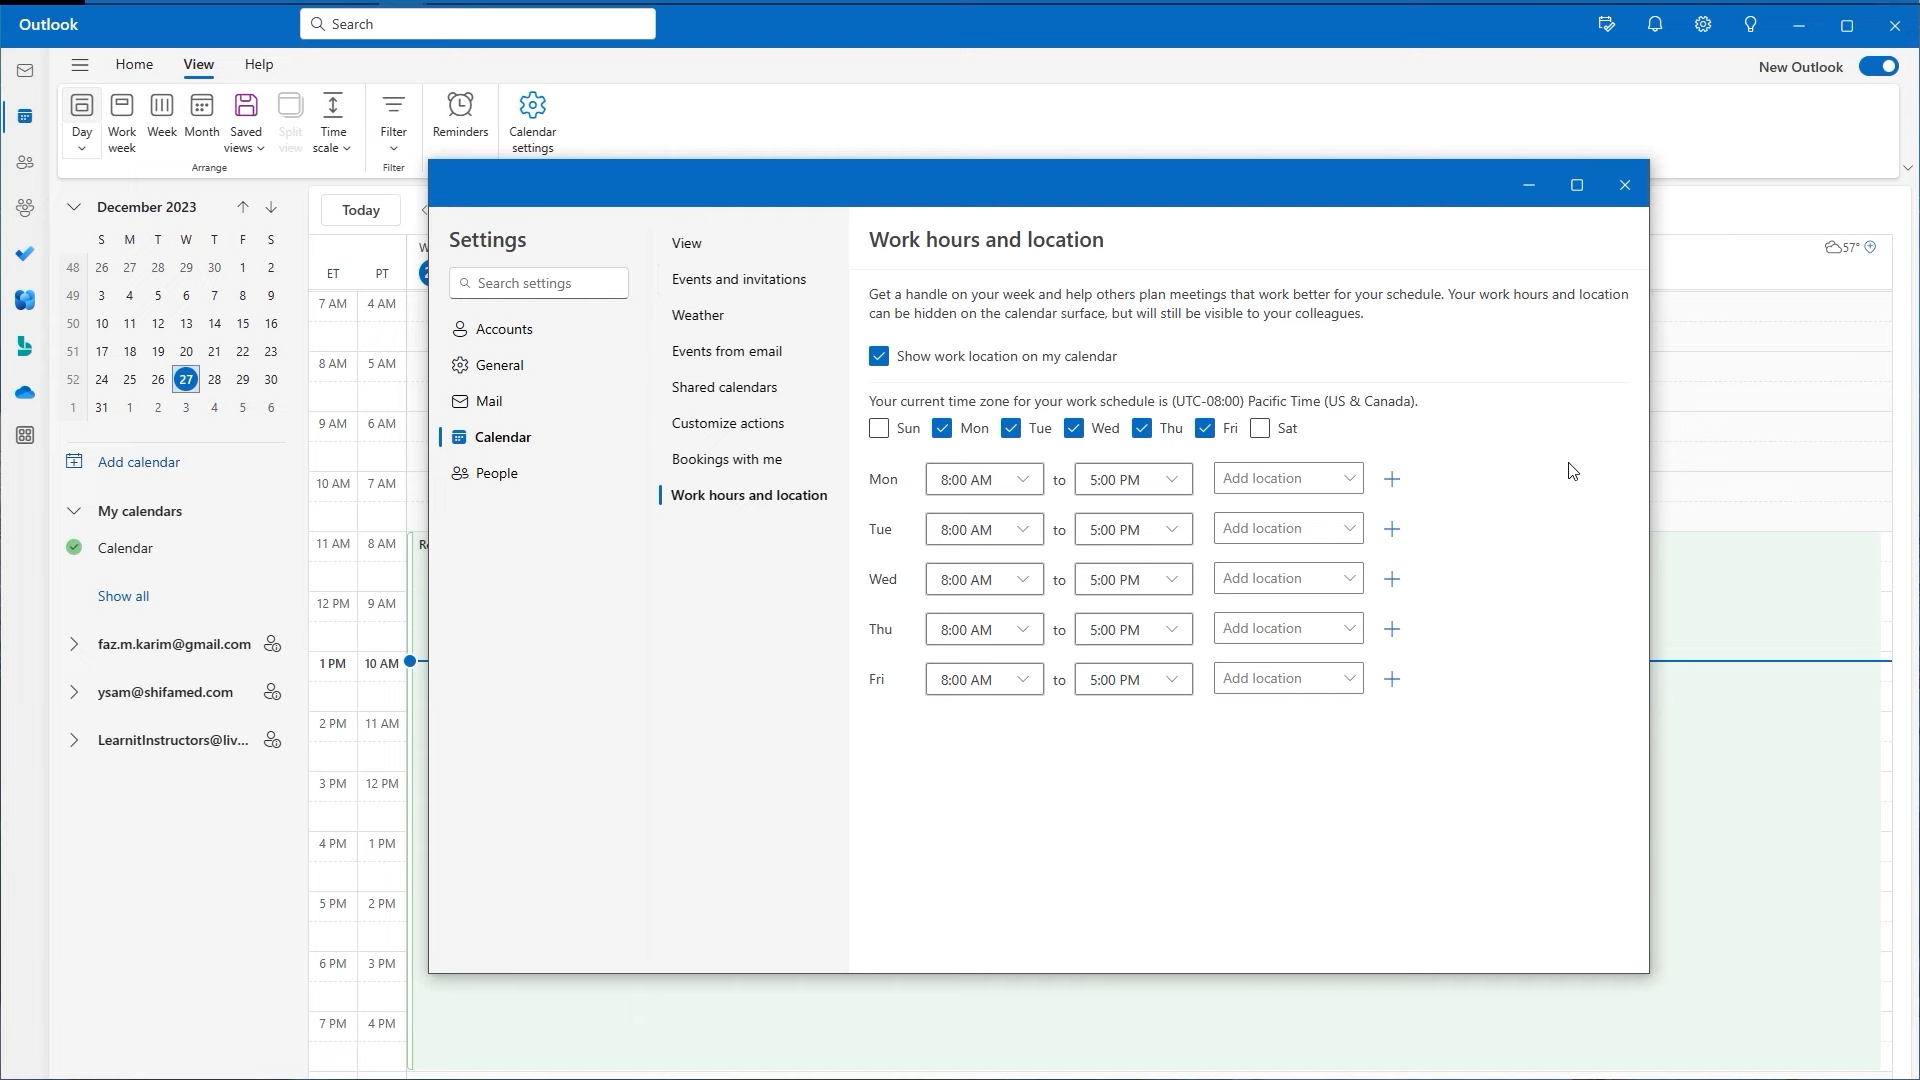 Outlook
Search
Home
View
Help
New Outlook
Day
Work week
Week
Month
Saved views
Split view
Time scale
Filter
Reminders
Calendar settings
Arrange
Filter
December 2023
S M T W T F S
48 26 27 28 29 30 1 2
49 3 4 5 6 7 8 9
50 10 11 12 13 14 15 16
51 17 18 19 20 21 22 23
52 24 25 26 27 28 29 30
1 31 1 2 3 4 5 6
Add calendar
My calendars
Calendar
Show all
faz.m.karim@gmail.com
ysam@shifamed.com
LearnitInstructors@liv...
Today
57°
ET PT
7 AM 4 AM
8 AM 5 AM
9 AM 6 AM
10 AM 7 AM
11 AM 8 AM
12 PM 9 AM
1 PM 10 AM
2 PM 11 AM
3 PM 12 PM
4 PM 1 PM
5 PM 2 PM
6 PM 3 PM
7 PM 4 PM
Settings
Search settings
Accounts
General
Mail
Calendar
People
View
Events and invitations
Weather
Events from email
Shared calendars
Customize actions
Bookings with me
Work hours and location
Work hours and location
Get a handle on your week and help others plan meetings that work better for your schedule. Your work hours and location
can be hidden on the calendar surface, but will still be visible to your colleagues.
Show work location on my calendar
Your current time zone for your work schedule is (UTC-08:00) Pacific Time (US & Canada).
Sun Mon Tue Wed Thu Fri Sat
Mon 8:00 AM to 5:00 PM Add location
Tue 8:00 AM to 5:00 PM Add location
Wed 8:00 AM to 5:00 PM Add location
Thu 8:00 AM to 5:00 PM Add location
Fri 8:00 AM to 5:00 PM Add location